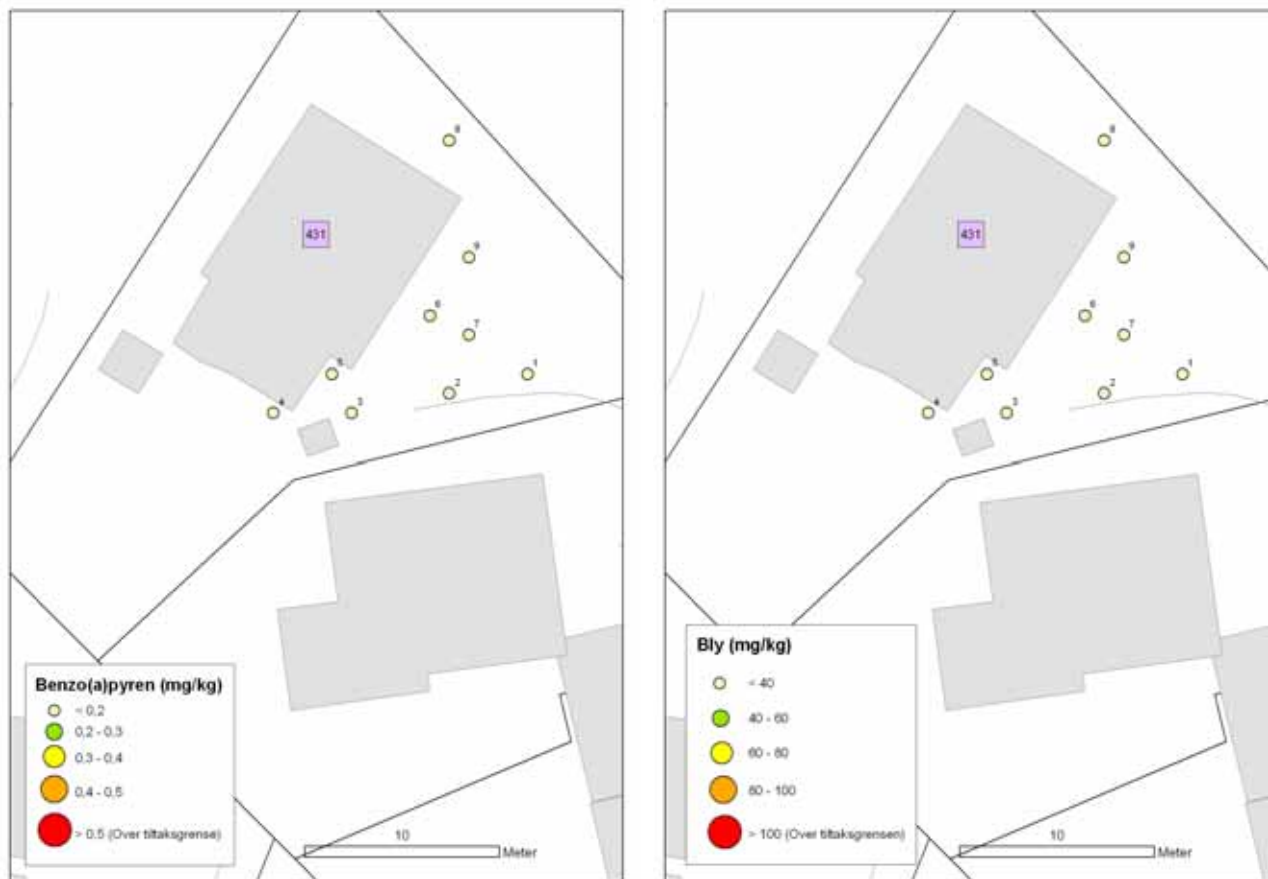 8
431
9
6
7
5
1
2
4
3
Benzo(a)pyren (mg/kg)
< 0,2
0,2 - 0,3
0,3 - 0,4
0,4 - 0,5
> 0.5 (Over tiltaksgrense)
10
Meter
8
431
9
6
7
5
1
2
4
3
Bly (mg/kg)
< 40
40 - 60
60 - 80
80 - 100
> 100 (Over tiltaksgrensen)
10
Meter